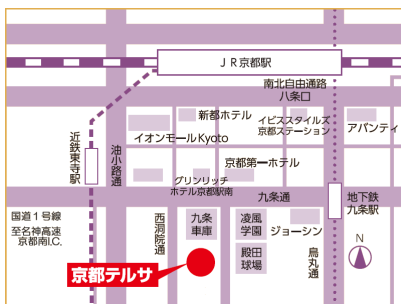 JR京都駅
南北自由通路
八条口
新都ホテル
イビススタイルズ
京都ステーション
アバンティ
イオンモールKyoto
近鉄東寺駅
油小路通
京都第一ホテル
グリンリッチ
ホテル京都駅南
九条通
地下鉄
九条駅
国道1号線
至名神高速
京都南I.C.
西洞院通
九条
車庫
凌風
学園
ジョーシン
烏丸通
N
殿田
球場
京都テルサ